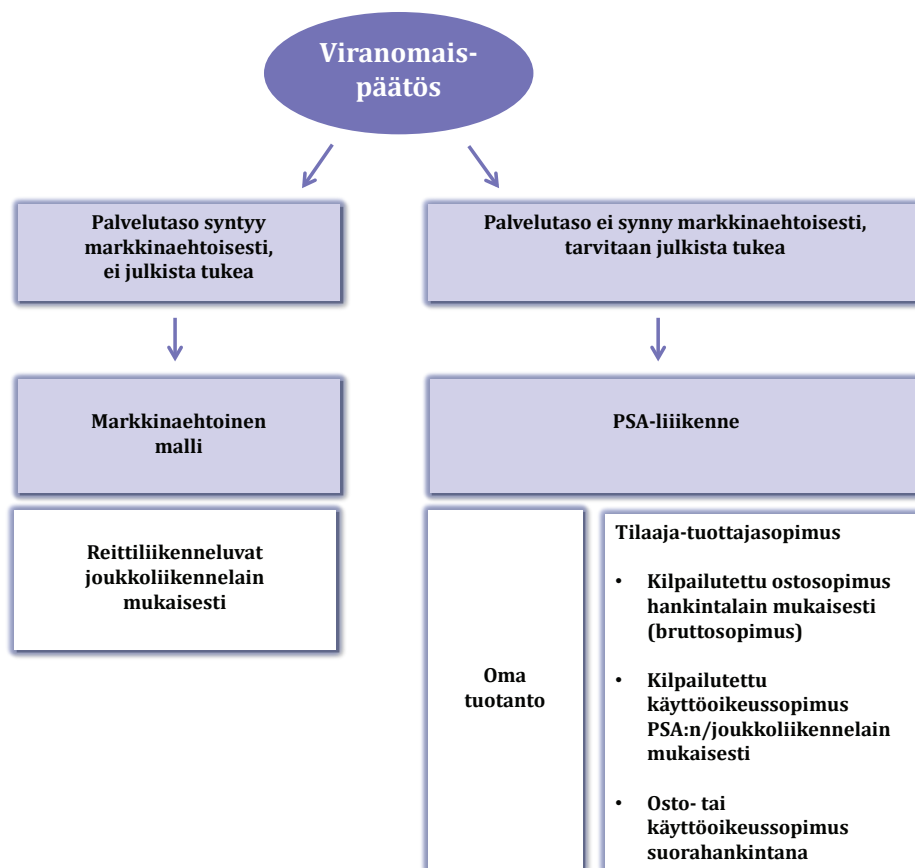 Viranomais-
päätös
Palvelutaso syntyy
markkinaehtoisesti,
ei julkista tukea
Palvelutaso ei synny markkinaehtoisesti,
tarvitaan julkista tukea
Markkinaehtoinen
malli
PSA-liiikenne
Reittiliikenneluvat
joukkoliikennelain
mukaisesti
Oma
tuotanto
Tilaaja-tuottajasopimus
• Kilpailutettu ostosopimus
hankintalain mukaisesti
(bruttosopimus)
• Kilpailutettu
käyttöoikeussopimus
PSA:n/joukkoliikennelain
mukaisesti
• Osto- tai
käyttöoikeussopimus
suorahankintana